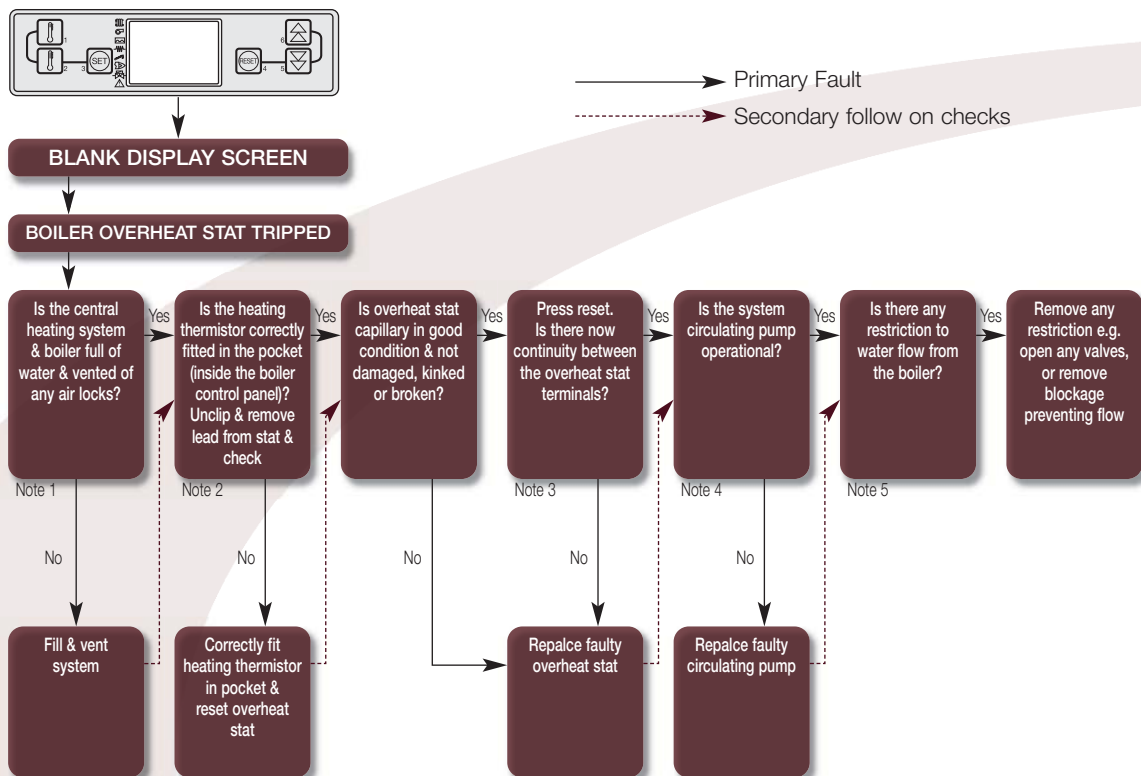 1
2
3
SET
RESET
4
5
6
Primary Fault
Secondary follow on checks
BLANK DISPLAY SCREEN
BOILER OVERHEAT STAT TRIPPED
Is the central
heating system
& boiler full of
water & vented of
any air locks?
Yes
Is the heating
thermistor correctly
fitted in the pocket
(inside the boiler
control panel)?
Unclip & remove
lead from stat &
check
Yes
Is overheat stat
capillary in good
condition & not
damaged, kinked
or broken?
Yes
Press reset.
Is there now
continuity between
the overheat stat
terminals?
Yes
Is the system
circulating pump
operational?
Yes
Is there any
restriction to
water flow from
the boiler?
Yes
Remove any
restriction e.g.
open any valves,
or remove
blockage
preventing flow
Note 1
Note 2
Note 3
Note 4
Note 5
No
No
No
No
No
Fill & vent
system
Correctly fit
heating thermistor
in pocket &
reset overheat
stat
Repalce faulty
overheat stat
Repalce faulty
circulating pump